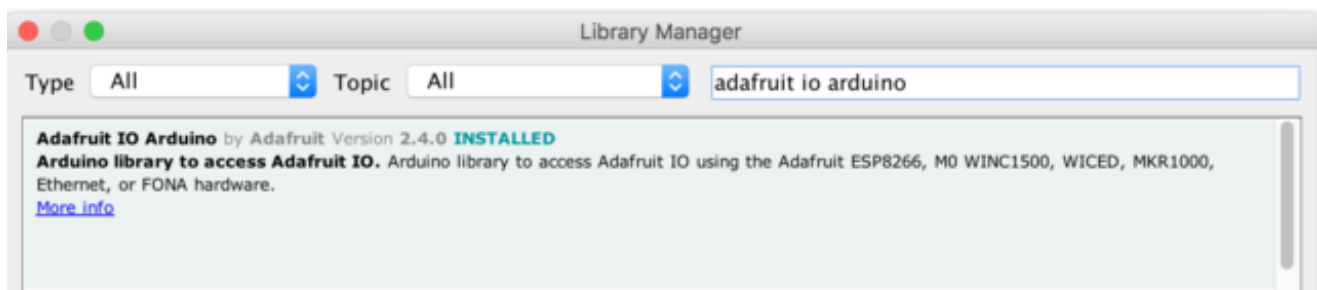 Library Manager
Type All Topic All adafruit io arduino
Adafruit IO Arduino by Adafruit Version 2.4.0 INSTALLED
Arduino library to access Adafruit IO. Arduino library to access Adafruit IO using the Adafruit ESP8266, M0 WINC1500, WICED, MKR1000,
Ethernet, or FONA hardware.
More info